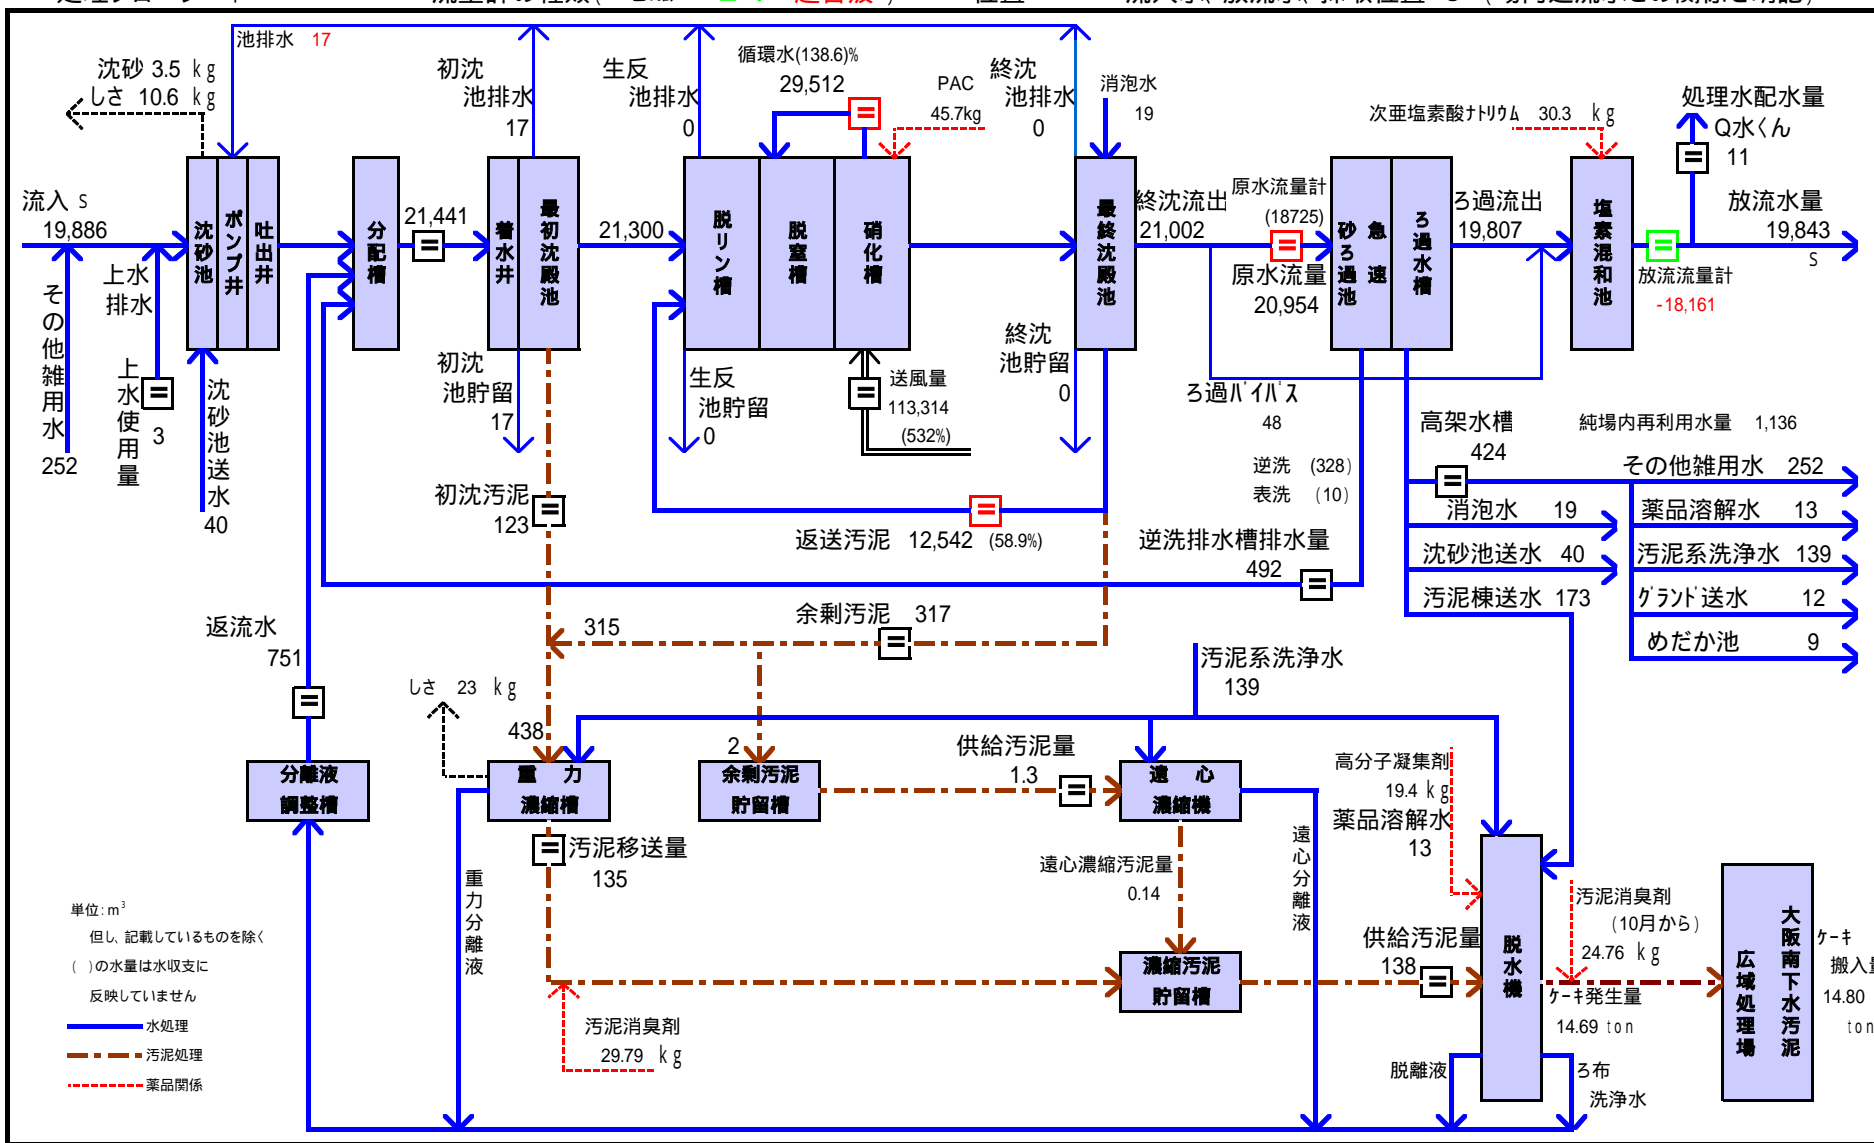 池排水 17
沈砂 3.5 kg
しさ 10.6 kg
初沈
池排水
17
生反
池排水
0
循環水(138.6)%
29,512
PAC
45.7kg
終沈
池排水
0
消泡水
19
次亜塩素酸ﾅﾄﾘｳﾑ 30.3 kg
処理水配水量
Q水くん
11
流入 S
19,886
沈砂池
ポンプ井
吐出井
分配槽
21,441
着水井
最初沈殿池
21,300
脱リン槽
脱窒槽
硝化槽
最終沈殿池
終沈流出
21,002
原水流量計
(18725)
原水流量
20,954
急速
砂ろ過池
ろ過水槽
ろ過流出
19,807
塩素混和池
放流水量
19,843
S
放流流量計
-18,161
その他雑用水
252
上水
排水
上水使用量
3
沈砂池送水
40
初沈
池貯留
17
生反
池貯留
0
送風量
113,314
(532%)
終沈
池貯留
0
ろ過ﾊﾞｲﾊﾟｽ
48
逆洗 (328)
表洗 (10)
高架水槽
424
純場内再利用水量 1,136
その他雑用水 252
消泡水 19
薬品溶解水 13
沈砂池送水 40
汚泥系洗浄水 139
汚泥棟送水 173
ｸﾞﾗﾝﾄﾞ送水 12
めだか池 9
初沈汚泥
123
返送汚泥 12,542 (58.9%)
逆洗排水槽排水量
492
返流水
751
315
余剰汚泥 317
汚泥系洗浄水
139
しさ 23 kg
438
2
供給汚泥量
1.3
高分子凝集剤
19.4 kg
薬品溶解水
13
分離液
調整槽
重 力
濃縮槽
余剰汚泥
貯留槽
遠 心
濃縮機
汚泥移送量
135
重力分離液
遠心濃縮汚泥量
0.14
遠心分離液
脱水機
汚泥消臭剤
(10月から)
24.76 kg
大阪南下水汚泥
広域処理場
ｹｰｷ
14.80
ton
供給汚泥量
138
濃縮汚泥
貯留槽
ｹｰｷ発生量
14.69 ton
汚泥消臭剤
29.79 kg
脱離液
ろ布
洗浄水
単位:m³
但し、記載しているものを除く
( )の水量は水収支に
反映していません
水処理
汚泥処理
薬品関係